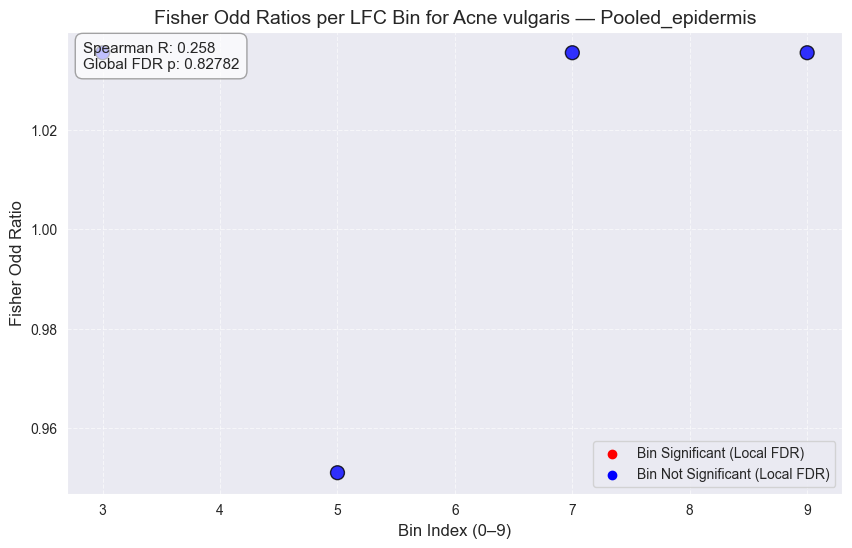 Fisher Odd Ratios per LFC Bin for Acne vulgaris — Pooled_epidermis
Spearman R: 0.258
Global FDR p: 0.82782
Fisher Odd Ratio
1.02
1.00
0.98
0.96
Bin Significant (Local FDR)
Bin Not Significant (Local FDR)
3 4 5 6 7 8 9
Bin Index (0–9)